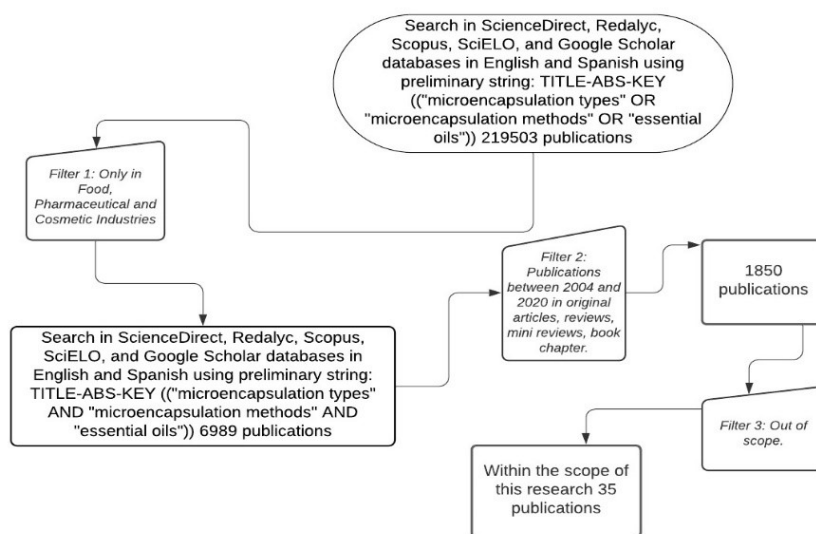 Search in ScienceDirect, Redalyc,
Scopus, SciELO, and Google Scholar
databases in English and Spanish using
preliminary string: TITLE-ABS-KEY
(("microencapsulation types" OR
"microencapsulation methods" OR "essential
oils")) 219503 publications
Filter 1: Only in
Food,
Pharmaceutical and
Cosmetic Industries
Search in ScienceDirect, Redalyc, Scopus,
SciELO, and Google Scholar databases in
English and Spanish using preliminary string:
TITLE-ABS-KEY (("microencapsulation types"
AND "microencapsulation methods" AND
"essential oils")) 6989 publications
Filter 2:
Publications
between 2004 and
2020 in original
articles, reviews,
mini reviews, book
chapter.
1850
publications
Filter 3: Out of
scope.
Within the scope of
this research 35
publications